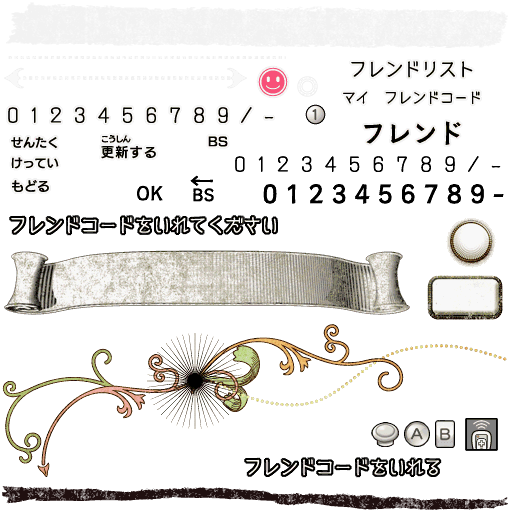 フレンドリスト
マイ　フレンドコード
0 1 2 3 4 5 6 7 8 9 / -
①
フレンド
せんたく
こうしん
更新する
BS
けってい
0 1 2 3 4 5 6 7 8 9 / -
もどる
OK
←
BS
0 1 2 3 4 5 6 7 8 9 -
フレンドコードをいれてください
A
B
フレンドコードをいれる